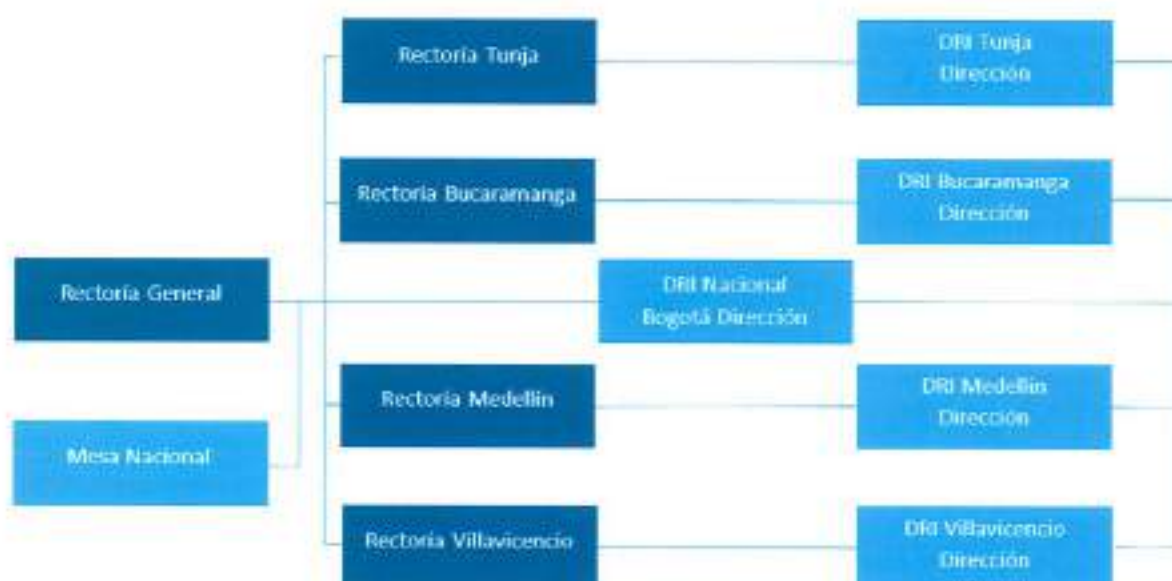 Rectoría Tunja
DRI Tunja
Dirección
Rectoría Bucaramanga
DRI Bucaramanga
Dirección
Rectoría General
DRI Nacional
Bogotá Dirección
Rectoría Medellín
DRI Medellín
Dirección
Mesa Nacional
Rectoría Villavicencio
DRI Villavicencio
Dirección